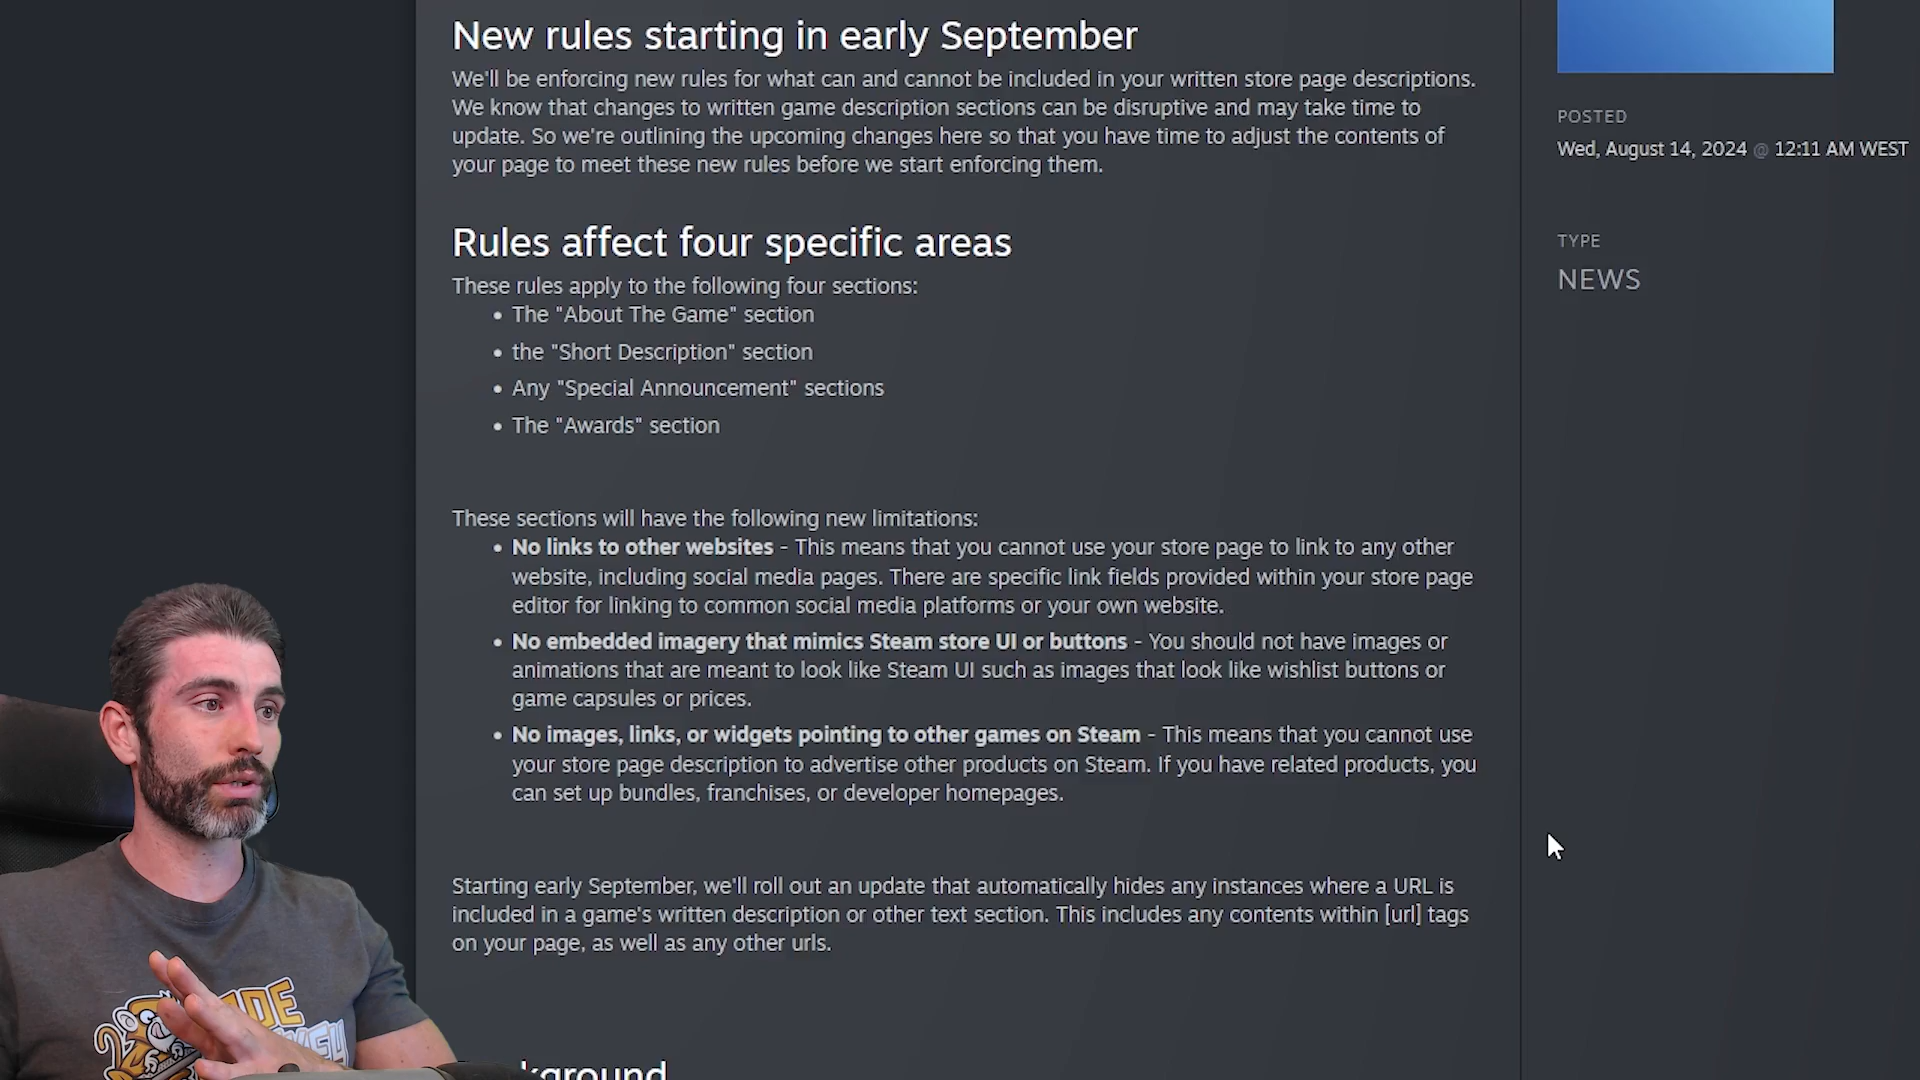 New rules starting in early September
We'll be enforcing new rules for what can and cannot be included in your written store page descriptions.
We know that changes to written game description sections can be disruptive and may take time to
update. So we're outlining the upcoming changes here so that you have time to adjust the contents of
your page to meet these new rules before we start enforcing them.
Rules affect four specific areas
These rules apply to the following four sections:
• The "About The Game" section
• the "Short Description" section
• Any "Special Announcement" sections
• The "Awards" section
These sections will have the following new limitations:
• No links to other websites - This means that you cannot use your store page to link to any other
website, including social media pages. There are specific link fields provided within your store page
editor for linking to common social media platforms or your own website.
• No embedded imagery that mimics Steam store UI or buttons - You should not have images or
animations that are meant to look like Steam UI such as images that look like wishlist buttons or
game capsules or prices.
• No images, links, or widgets pointing to other games on Steam - This means that you cannot use
your store page description to advertise other products on Steam. If you have related products, you
can set up bundles, franchises, or developer homepages.
Starting early September, we'll roll out an update that automatically hides any instances where a URL is
included in a game's written description or other text section. This includes any contents within [url] tags
on your page, as well as any other urls.
POSTED
Wed, August 14, 2024 @ 12:11 AM WEST
TYPE
NEWS